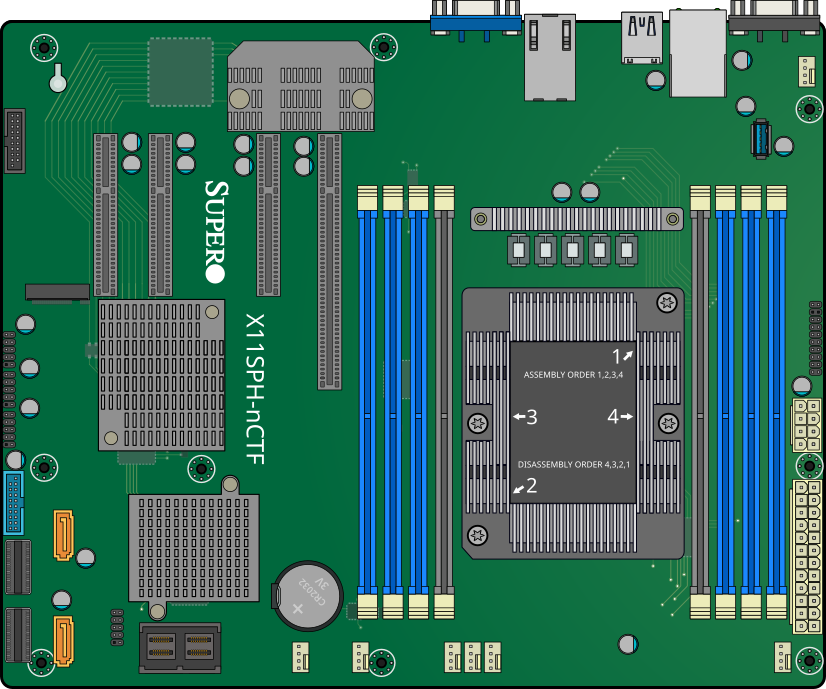 SUPER
X11SPH-nCTF
1
ASSEMBLY ORDER 1,2,3,4
3
4
DISASSEMBLY ORDER 4,3,2,1
2
CR2032
3V
+